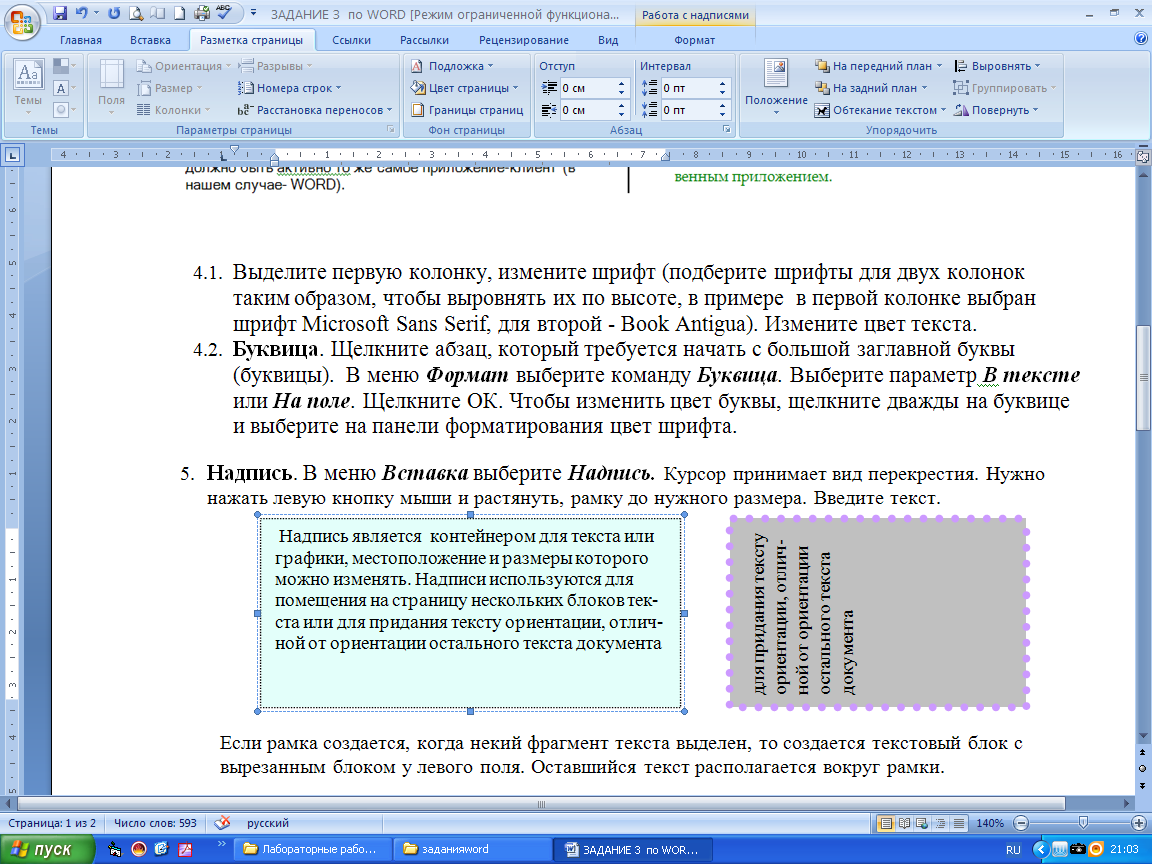 ЗАДАНИЕ 3 по WORD [Режим ограниченной функциона...
Работа с надписями
Главная
Вставка
Разметка страницы
Ссылки
Рассылки
Рецензирование
Вид
Формат
Темы
Поля
Ориентация
Размер
Колонки
Разрывы
Номера строк
Расстановка переносов
Подложка
Цвет страницы
Границы страниц
Отступ
0 см
0 см
Интервал
0 пт
0 пт
Положение
На передний план
На задний план
Обтекание текстом
Выровнять
Группировать
Повернуть
Темы
Параметры страницы
Фон страницы
Абзац
Упорядочить
должно быть активно то же самое приложение-клиент (в
нашем случае- WORD).
венным приложением.
4.1. Выделите первую колонку, измените шрифт (подберите шрифты для двух колонок
таким образом, чтобы выровнять их по высоте, в примере в первой колонке выбран
шрифт Microsoft Sans Serif, для второй - Book Antigua). Измените цвет текста.
4.2. Буквица. Щелкните абзац, который требуется начать с большой заглавной буквы
(буквицы). В меню Формат выберите команду Буквица. Выберите параметр В тексте
или На поле. Щелкните ОК. Чтобы изменить цвет буквы, щелкните дважды на буквице
и выберите на панели форматирования цвет шрифта.
5. Надпись. В меню Вставка выберите Надпись. Курсор принимает вид перекрестия. Нужно
нажать левую кнопку мыши и растянуть, рамку до нужного размера. Введите текст.
Надпись является контейнером для текста или
графики, местоположение и размеры которого
можно изменять. Надписи используются для
помещения на страницу нескольких блоков тек-
ста или для придания тексту ориентации, отлич-
ной от ориентации остального текста документа
для придания тексту
ориентации, отлич-
ной от ориентации
остального текста
документа
Если рамка создается, когда некий фрагмент текста выделен, то создается текстовый блок с
вырезанным блоком у левого поля. Оставшийся текст располагается вокруг рамки.
Страница: 1 из 2
Число слов: 593
русский
140%
пуск
Лабораторные рабо...
заданияword
ЗАДАНИЕ 3 по WOR...
RU
21:03